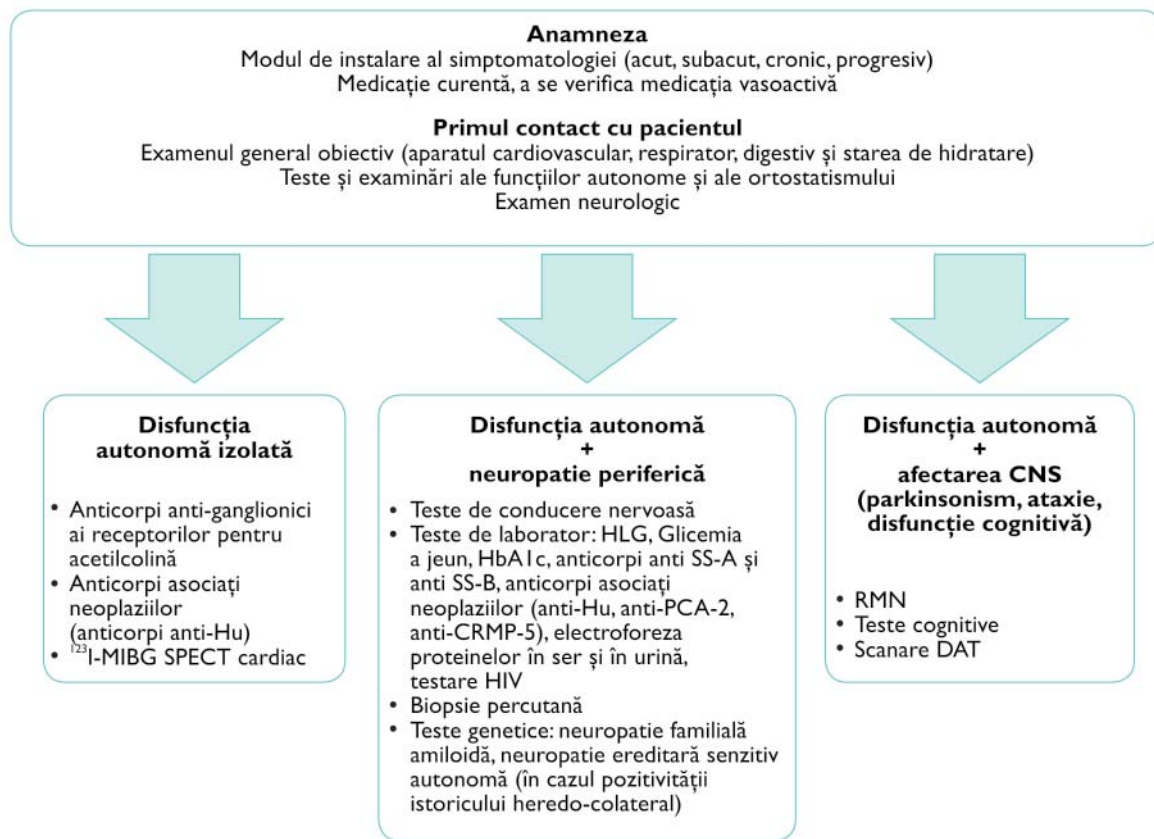 Anamneza
Modul de instalare al simptomatologiei (acut, subacut, cronic, progresiv)
Medicație curentă, a se verifica medicația vasoactivă
Primul contact cu pacientul
Examenul general obiectiv (aparatul cardiovascular, respirator, digestiv și starea de hidratare)
Teste și examinări ale funcțiilor autonome și ale ortostatismului
Examen neurologic
Disfuncția
autonomă izolată
• Anticorpi anti-ganglionici
ai receptorilor pentru
acetilcolină
• Anticorpi asociați
neoplaziilor
(anticorpi anti-Hu)
• ¹²³I-MIBG SPECT cardiac
Disfuncția autonomă
+
neuropatie periferică
• Teste de conducere nervoasă
• Teste de laborator: HLG, Glicemia
a jeun, HbA1c, anticorpi anti SS-A și
anti SS-B, anticorpi asociați
neoplaziilor (anti-Hu, anti-PCA-2,
anti-CRMP-5), electroforeza
proteinelor în ser și în urină,
testare HIV
• Biopsie percutană
• Teste genetice: neuropatie familială
amiloidă, neuropatie ereditară senzitiv
autonomă (în cazul pozitivității
istoricului heredo-colateral)
Disfuncția autonomă
+
afectarea CNS
(parkinsonism, ataxie,
disfuncție cognitivă)
• RMN
• Teste cognitive
• Scanare DAT